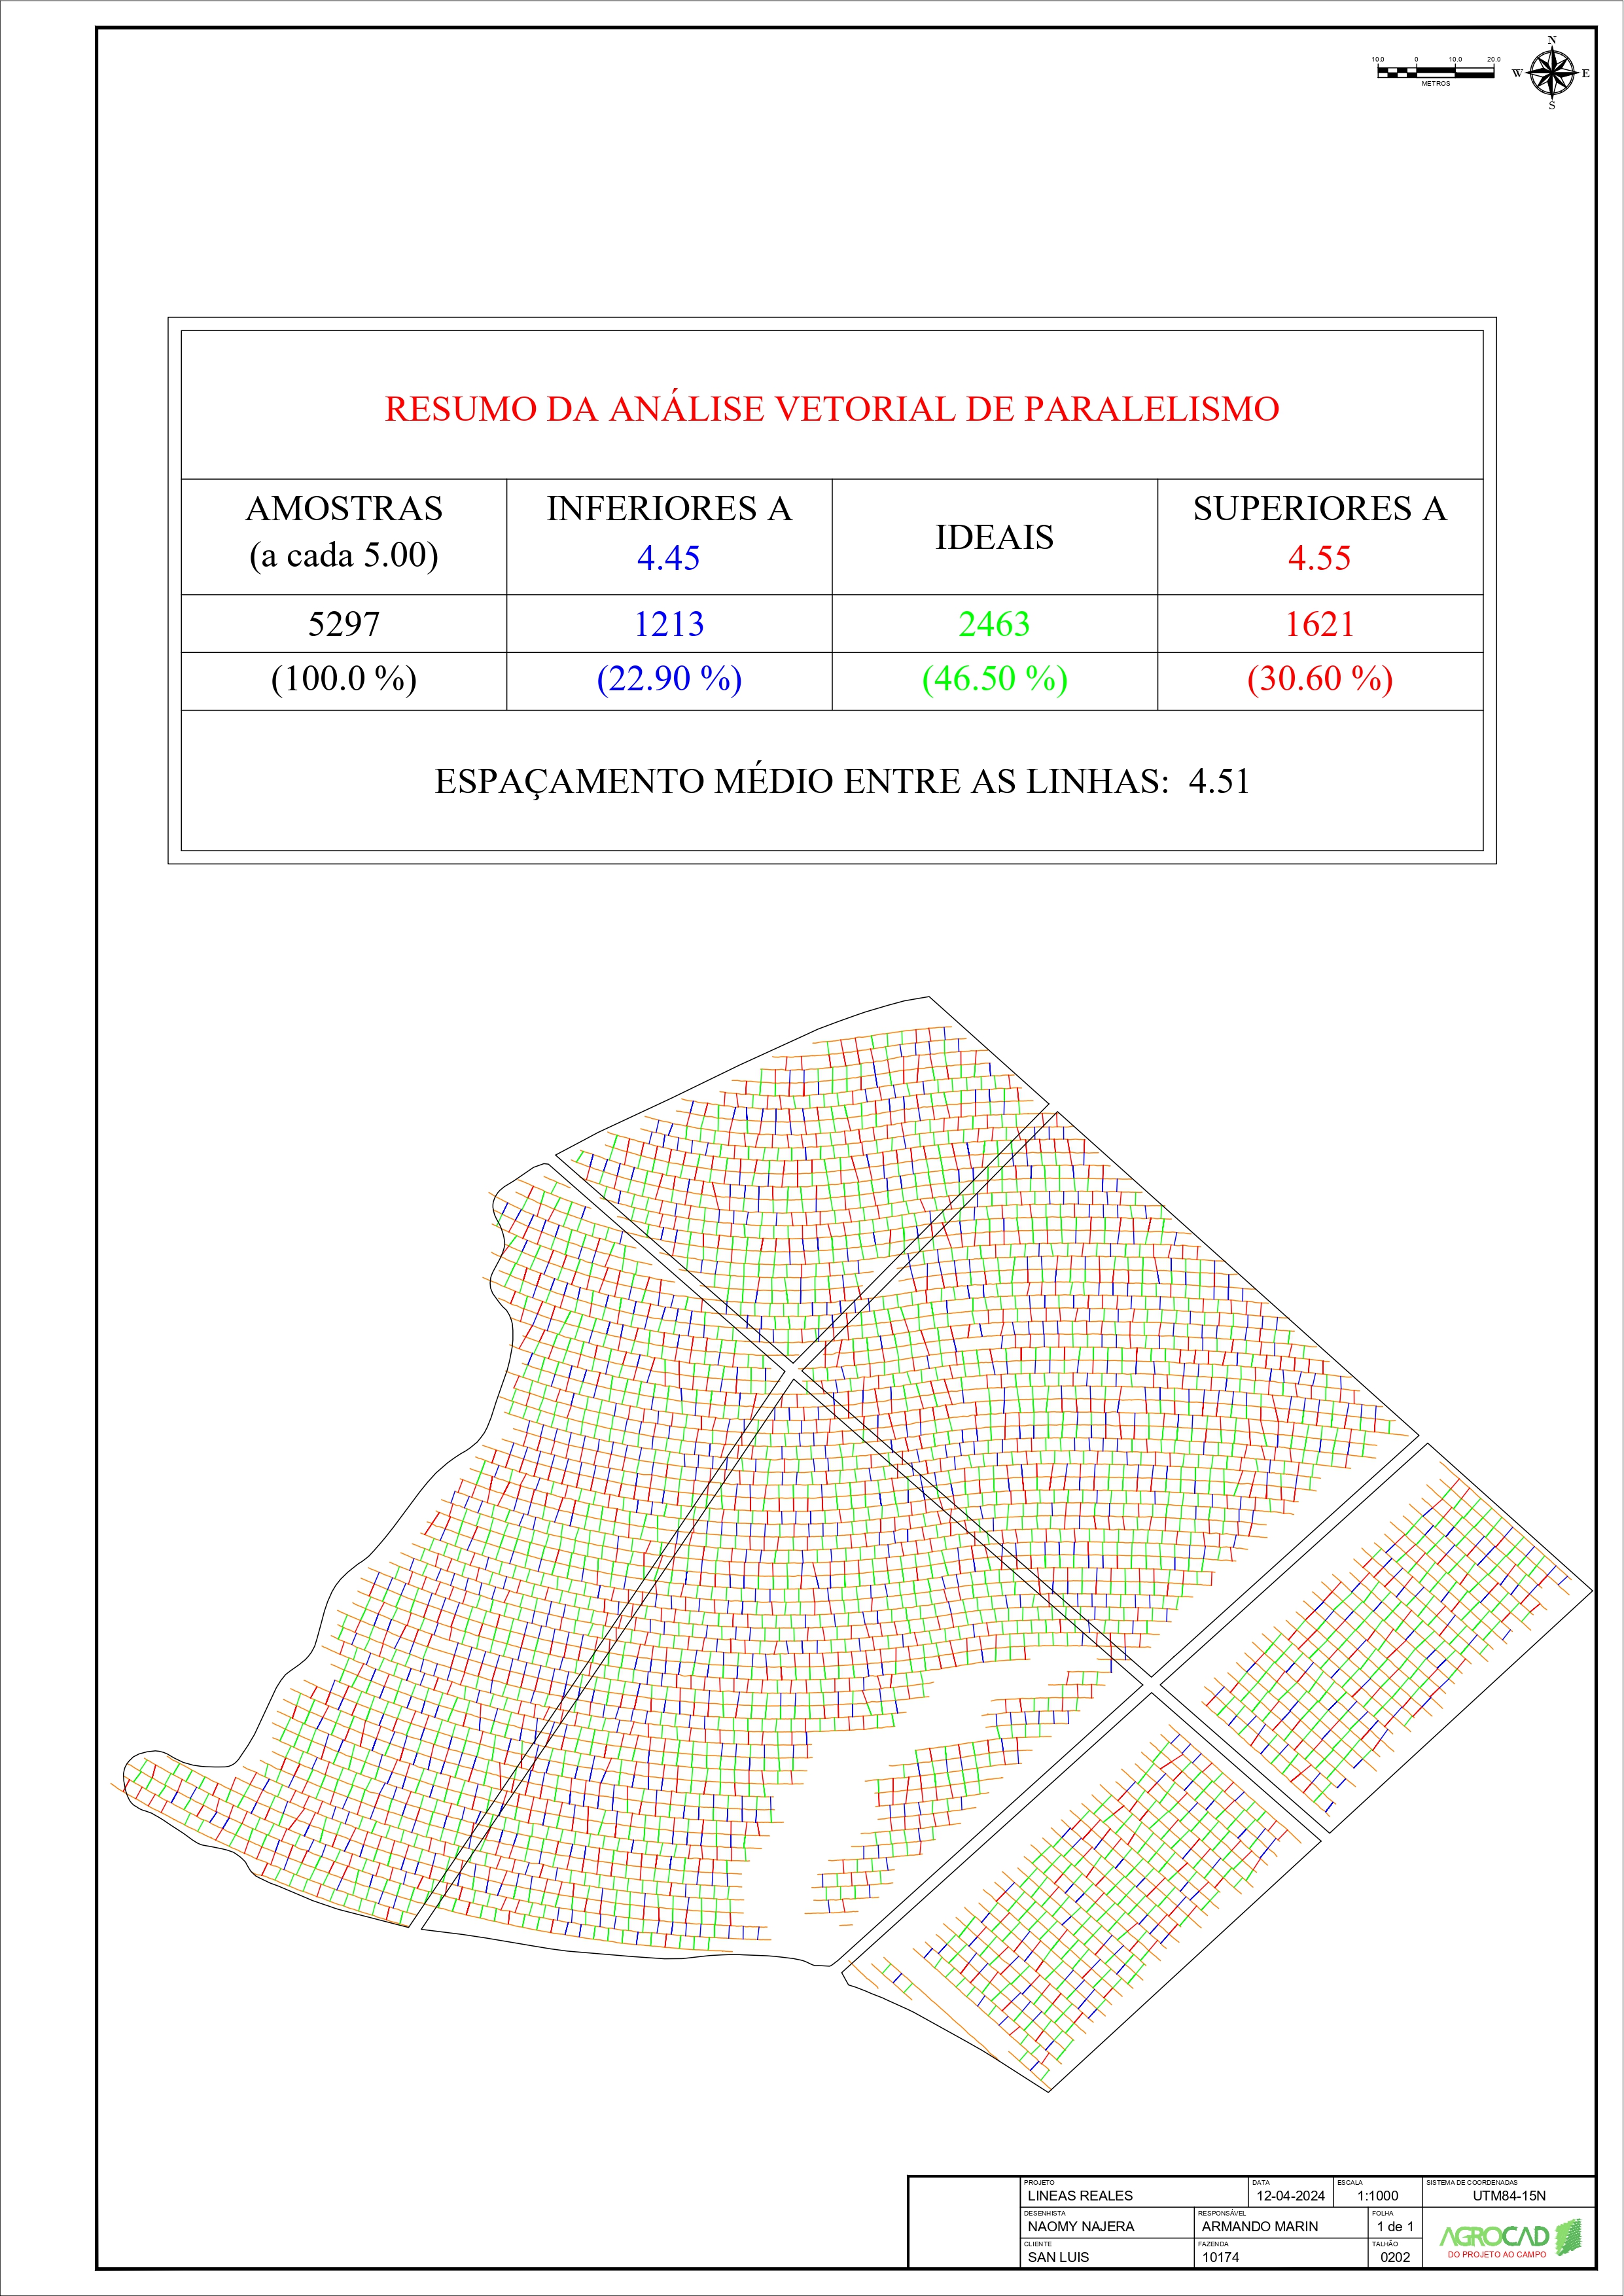 N
10.0 0 10.0 20.0
W E
METROS
S
RESUMO DA ANÁLISE VETORIAL DE PARALELISMO
AMOSTRAS
(a cada 5.00)
INFERIORES A
4.45
IDEAIS
SUPERIORES A
4.55
5297 1213 2463 1621
(100.0 %) (22.90 %) (46.50 %) (30.60 %)
ESPAÇAMENTO MÉDIO ENTRE AS LINHAS: 4.51
PROJETO DATA ESCALA SISTEMA DE COORDENADAS
LINEAS REALES 12-04-2024 1:1000 UTM84-15N
DESENHISTA RESPONSÁVEL FOLHA
NAOMY NAJERA ARMANDO MARIN 1 de 1
CLIENTE FAZENDA TALHÃO
SAN LUIS 10174 0202
AGROCAD
DO PROJETO AO CAMPO